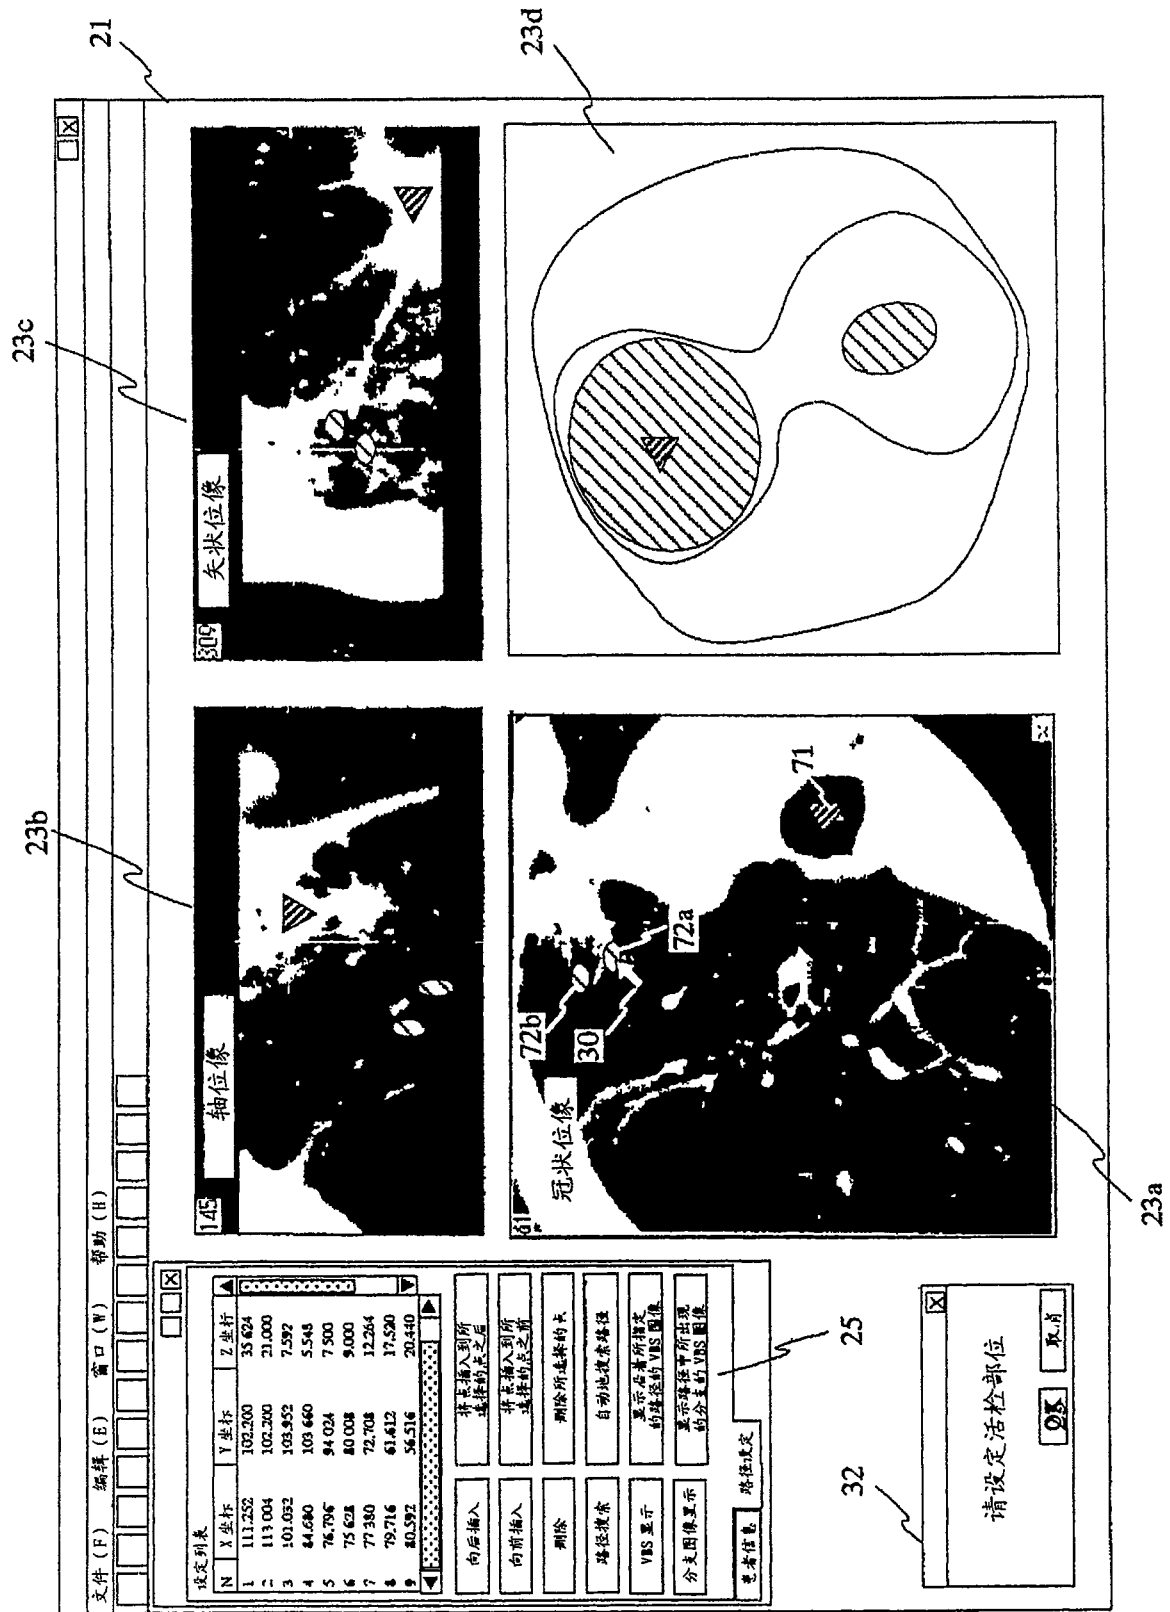 21
23d
23c
23b
文件 (F) 编辑 (E) 窗口 (W) 帮助 (H)
设定列表
N X 坐标 Y 坐标 Z 坐标
1 111.252 102.200 35.624
2 113.004 102.200 21.000
3 101.032 103.952 7.592
4 84.680 103.660 5.548
5 76.796 94.024 7.500
6 75.628 80.008 9.000
7 77.380 72.708 12.264
8 79.716 61.612 17.520
9 80.592 56.516 20.440
向后插入 将点插入到所选择的点之后
向前插入 将点插入到所选择的点之前
删除 删除所选择的点
路径搜索 自动地搜索路径
VBS 显示 显示沿着所指定的路径的 VBS 图像
分支图像显示 显示路径中所出现的分支的 VBS 图像
患者信息 路径设定
25
145
轴位像
309
矢状位像
61
冠状位像
72b
30
72a
71
23a
32
请设定活检部位
OK
取消